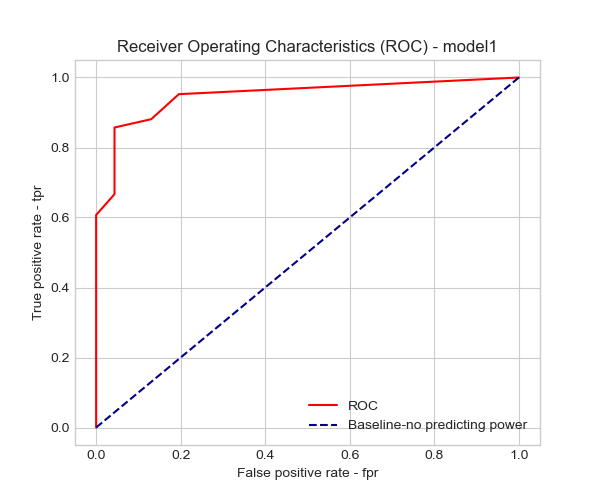 Receiver Operating Characteristics (ROC) - model1
True positive rate - tpr
1.0
0.8
0.6
0.4
0.2
0.0
ROC
Baseline-no predicting power
0.0 0.2 0.4 0.6 0.8 1.0
False positive rate - fpr